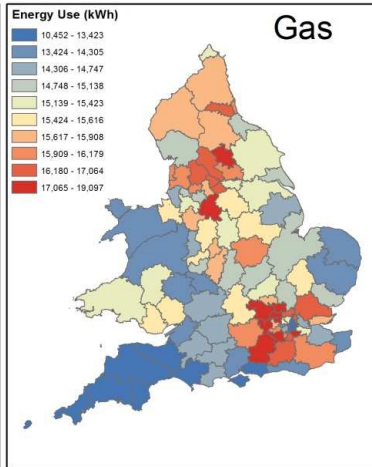 Energy Use (kWh)
Gas
10,452 - 13,423
13,424 - 14,305
14,306 - 14,747
14,748 - 15,138
15,139 - 15,423
15,424 - 15,616
15,617 - 15,908
15,909 - 16,179
16,180 - 17,064
17,065 - 19,097